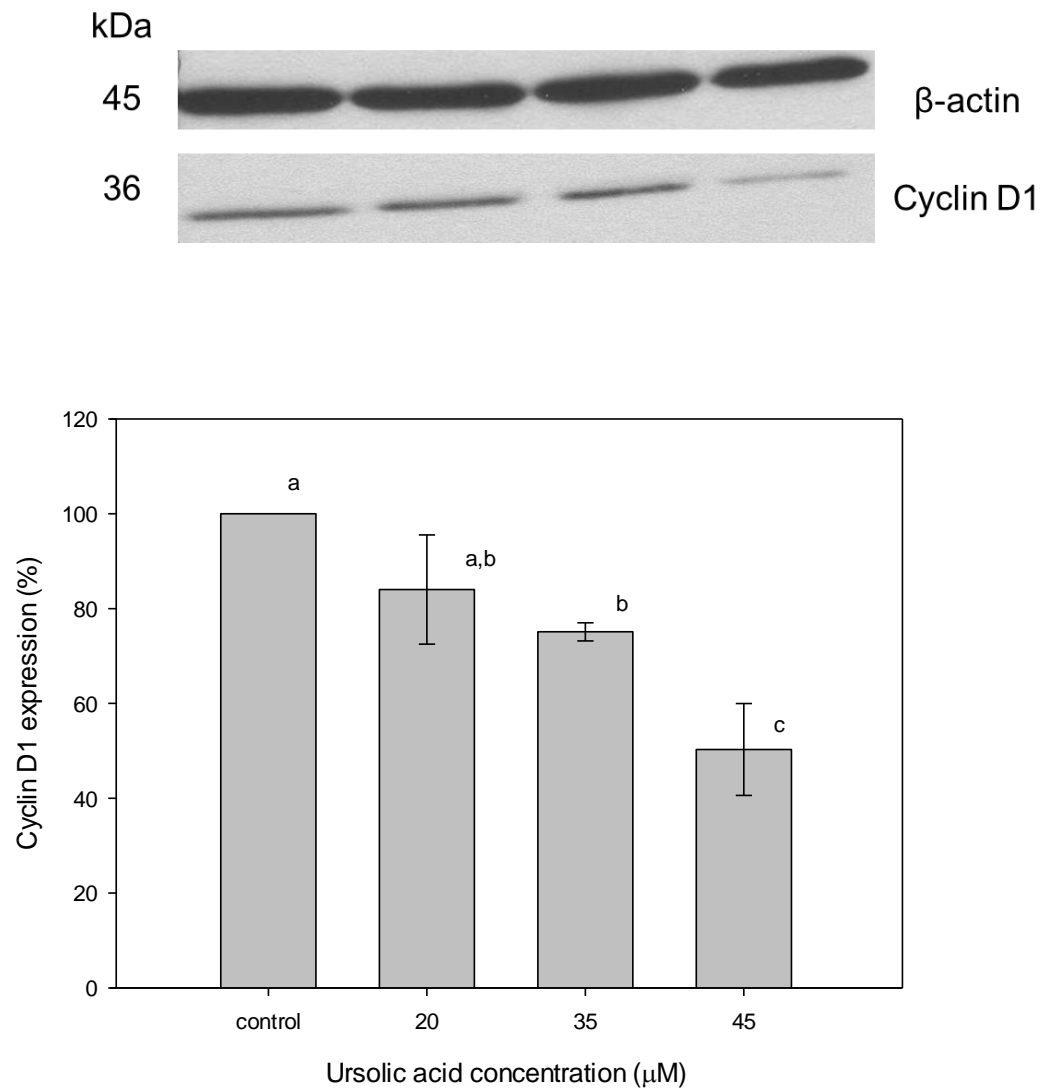 kDa
45 β-actin
36 Cyclin D1
120
100
80
60
40
20
0
Cyclin D1 expression (%)
a
a,b
b
c
control 20 35 45
Ursolic acid concentration (μM)